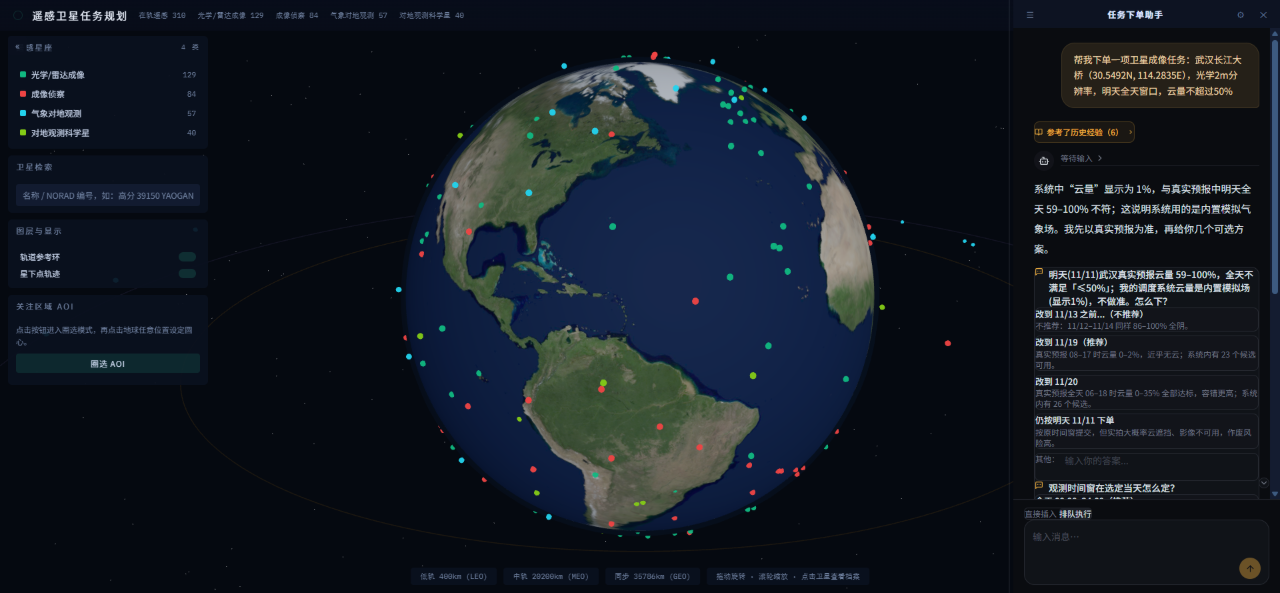 遥感卫星任务规划
在轨遥感 310 光学/雷达成像 129 成像侦察 84 气象对地观测 57 对地观测科学星 40
遥星座 4 类
光学/雷达成像 129
成像侦察 84
气象对地观测 57
对地观测科学星 40
卫星检索
名称 / NORAD 编号，如：高分 39150 YAOGAN
图层与显示
轨道参考环
星下点轨迹
关注区域 AOI
点击按钮进入圈选模式，再点击地球任意位置设定圆
心。
圈选 AOI
低轨 400km (LEO)
中轨 20200km (MEO)
同步 35786km (GEO)
拖动旋转 · 滚轮缩放 · 点击卫星查看档案
任务下单助手
帮我下单一项卫星成像任务：武汉长江大
桥（30.5492N, 114.2835E），光学2m分
辨率，明天全天窗口，云量不超过50%
参考了历史经验（6）
等待输入
系统中“云量”显示为 1%，与真实预报中明天全
天 59–100% 不符；这说明系统用的是内置模拟气
象场。我先以真实预报为准，再给你几个可选方
案。
明天(11/11)武汉真实预报云量 59–100%，全天不
满足「≤50%」；我的调度系统云量是内置模拟场
(显示1%)，不做准。怎么下？
改到 11/13 之前…（不推荐）
不推荐：11/12–11/14 同样 86–100% 全阴。
改到 11/19（推荐）
真实预报 08–17 时云量 0–2%，近乎无云；系统内有 23 个候选
可用。
改到 11/20
真实预报全天 06–18 时云量 0–35% 全部达标，容错更高；系统
内有 26 个候选。
仍按明天 11/11 下单
按原时间窗提交，但实拍大概率云遮挡、影像不可用，作废风
险高。
其他： 输入你的答案...
观测时间窗在选定当天怎么定？
直接插入 排队执行
输入消息…